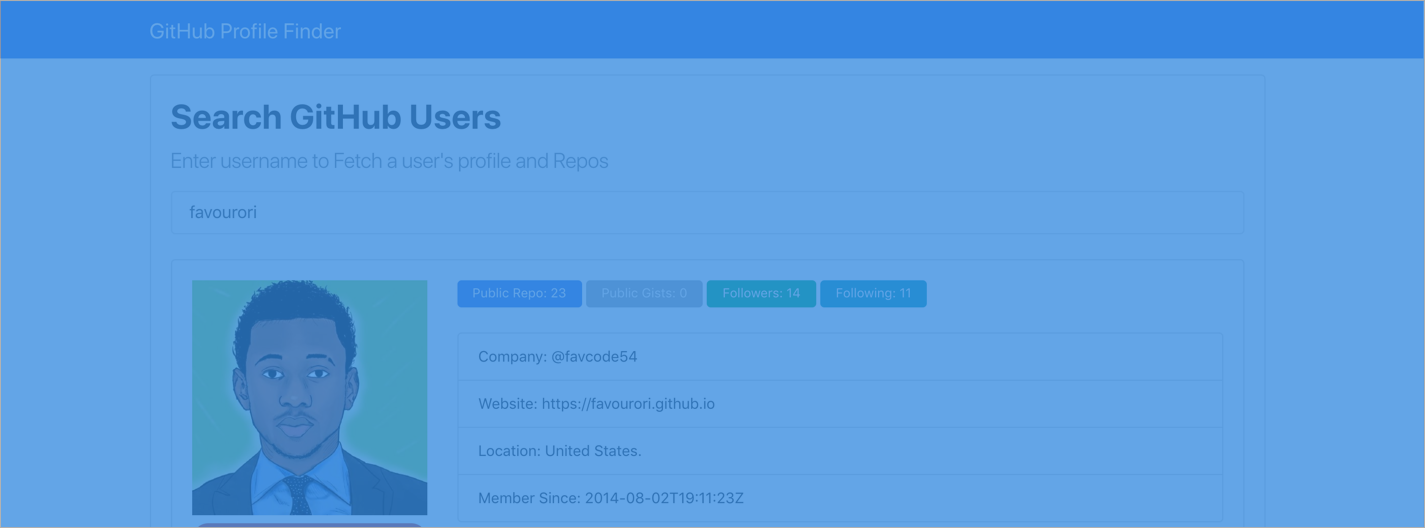 GitHub Profile Finder
Search GitHub Users
Enter username to Fetch a user's profile and Repos
favourori
Public Repo: 23 Public Gists: 0 Followers: 14 Following: 11
Company: @favcode54
Website: https://favourori.github.io
Location: United States.
Member Since: 2014-08-02T19:11:23Z